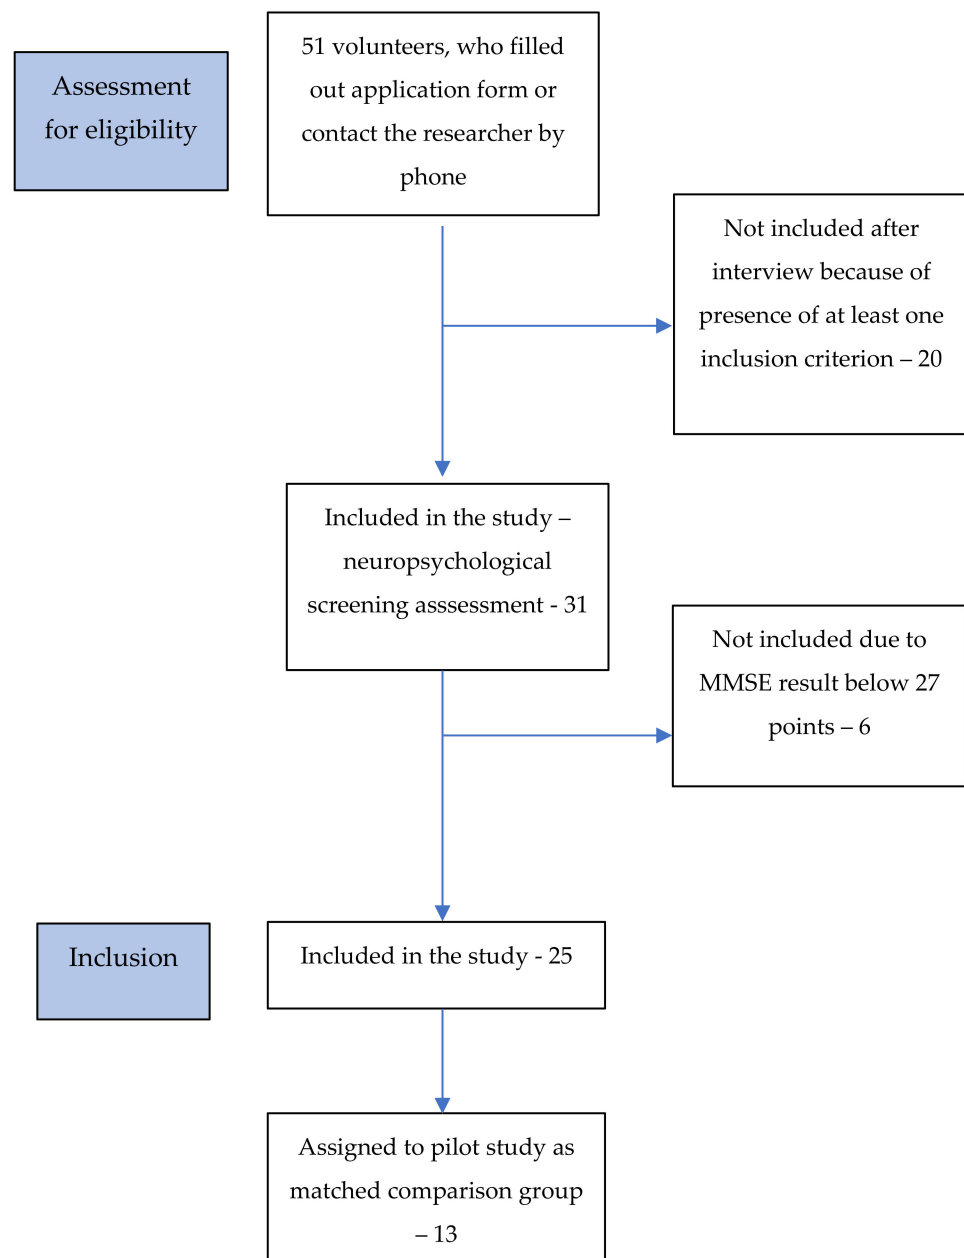 Assessment
for eligibility
51 volunteers, who filled
out application form or
contact the researcher by
phone
Not included after
interview because of
presence of at least one
inclusion criterion – 20
Included in the study –
neuropsychological
screening asssessment - 31
Not included due to
MMSE result below 27
points – 6
Inclusion
Included in the study - 25
Assigned to pilot study as
matched comparison group
– 13